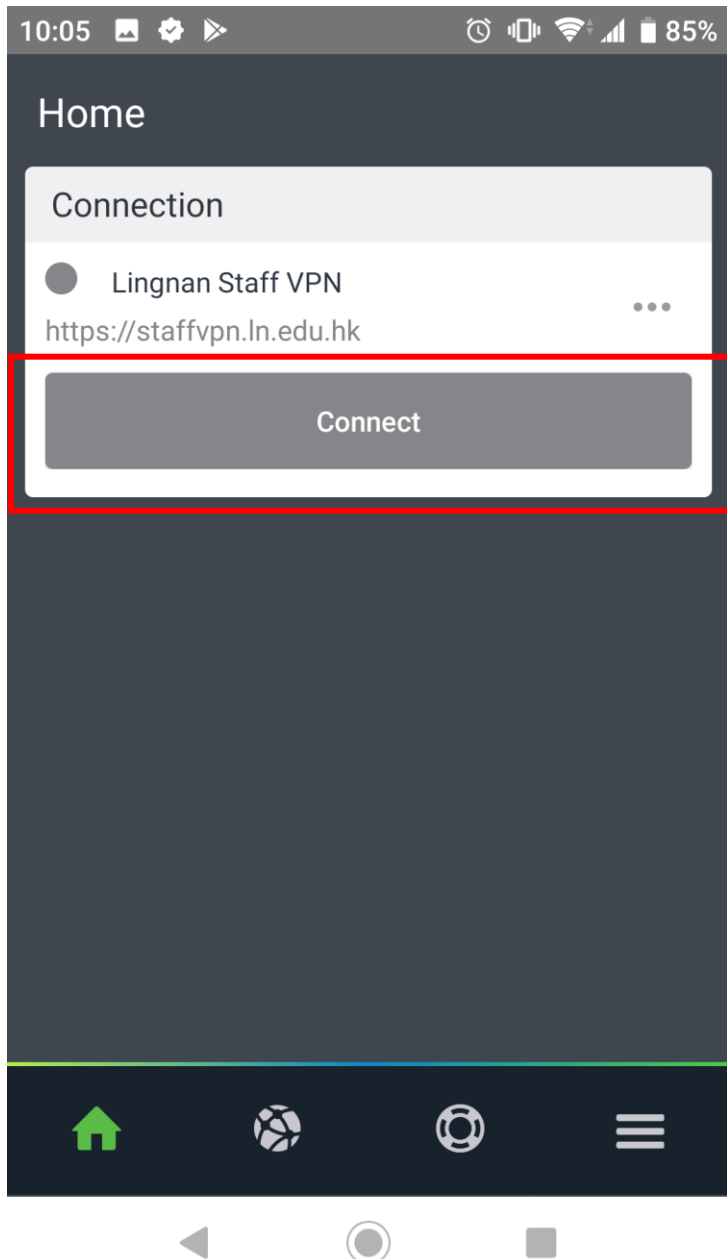 10:05
85%
Home
Connection
Lingnan Staff VPN
https://staffvpn.ln.edu.hk
Connect